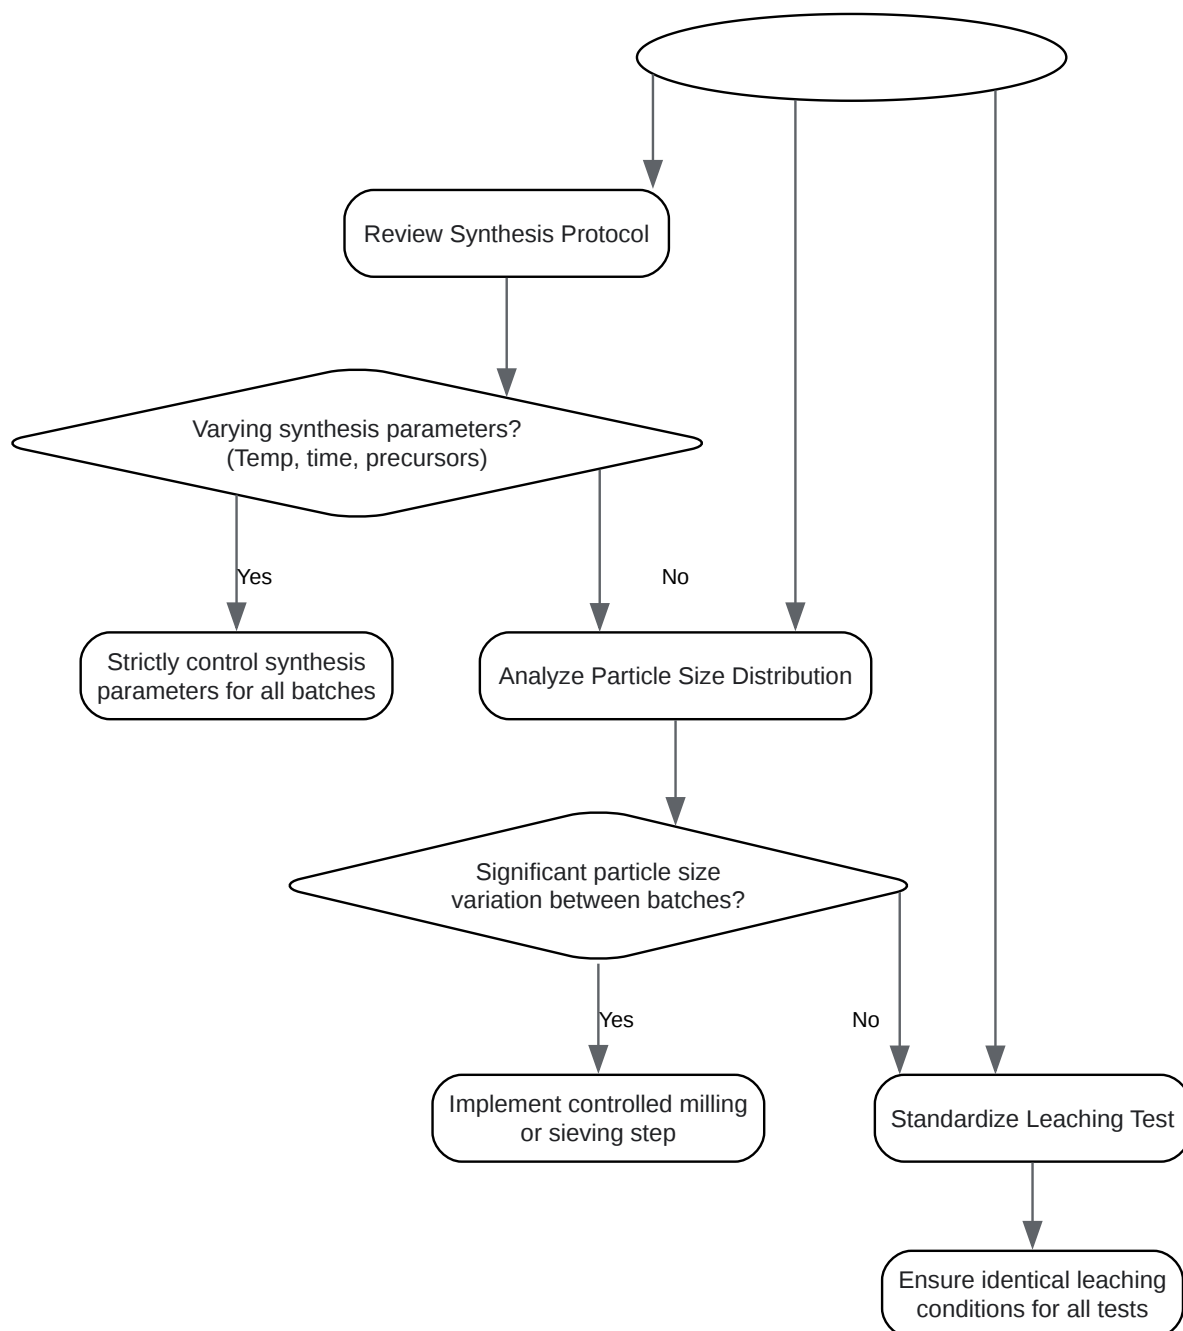 Review Synthesis Protocol
Varying synthesis parameters?
(Temp, time, precursors)
Yes
No
Strictly control synthesis
parameters for all batches
Analyze Particle Size Distribution
Significant particle size
variation between batches?
Yes
No
Implement controlled milling
or sieving step
Standardize Leaching Test
Ensure identical leaching
conditions for all tests